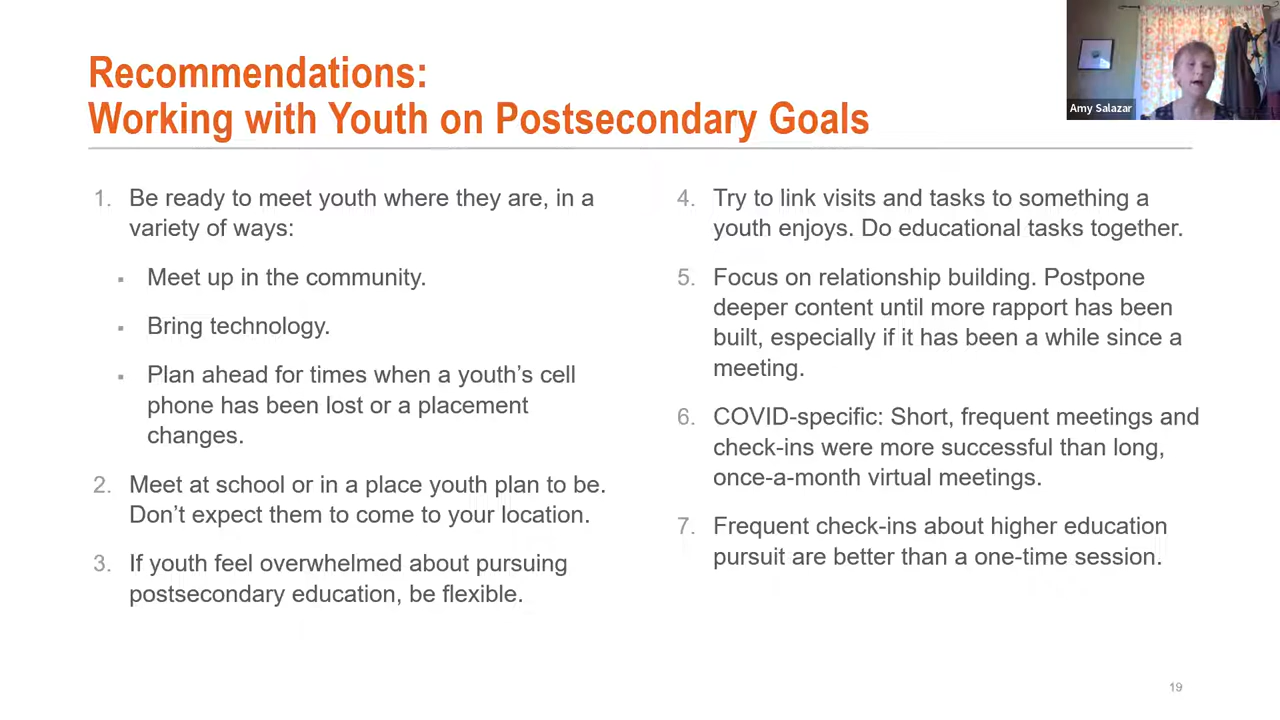 Recommendations:
Working with Youth on Postsecondary Goals
Amy Salazar
1. Be ready to meet youth where they are, in a
variety of ways:
▪ Meet up in the community.
▪ Bring technology.
▪ Plan ahead for times when a youth’s cell
phone has been lost or a placement
changes.
2. Meet at school or in a place youth plan to be.
Don’t expect them to come to your location.
3. If youth feel overwhelmed about pursuing
postsecondary education, be flexible.
4. Try to link visits and tasks to something a
youth enjoys. Do educational tasks together.
5. Focus on relationship building. Postpone
deeper content until more rapport has been
built, especially if it has been a while since a
meeting.
6. COVID-specific: Short, frequent meetings and
check-ins were more successful than long,
once-a-month virtual meetings.
7. Frequent check-ins about higher education
pursuit are better than a one-time session.
19